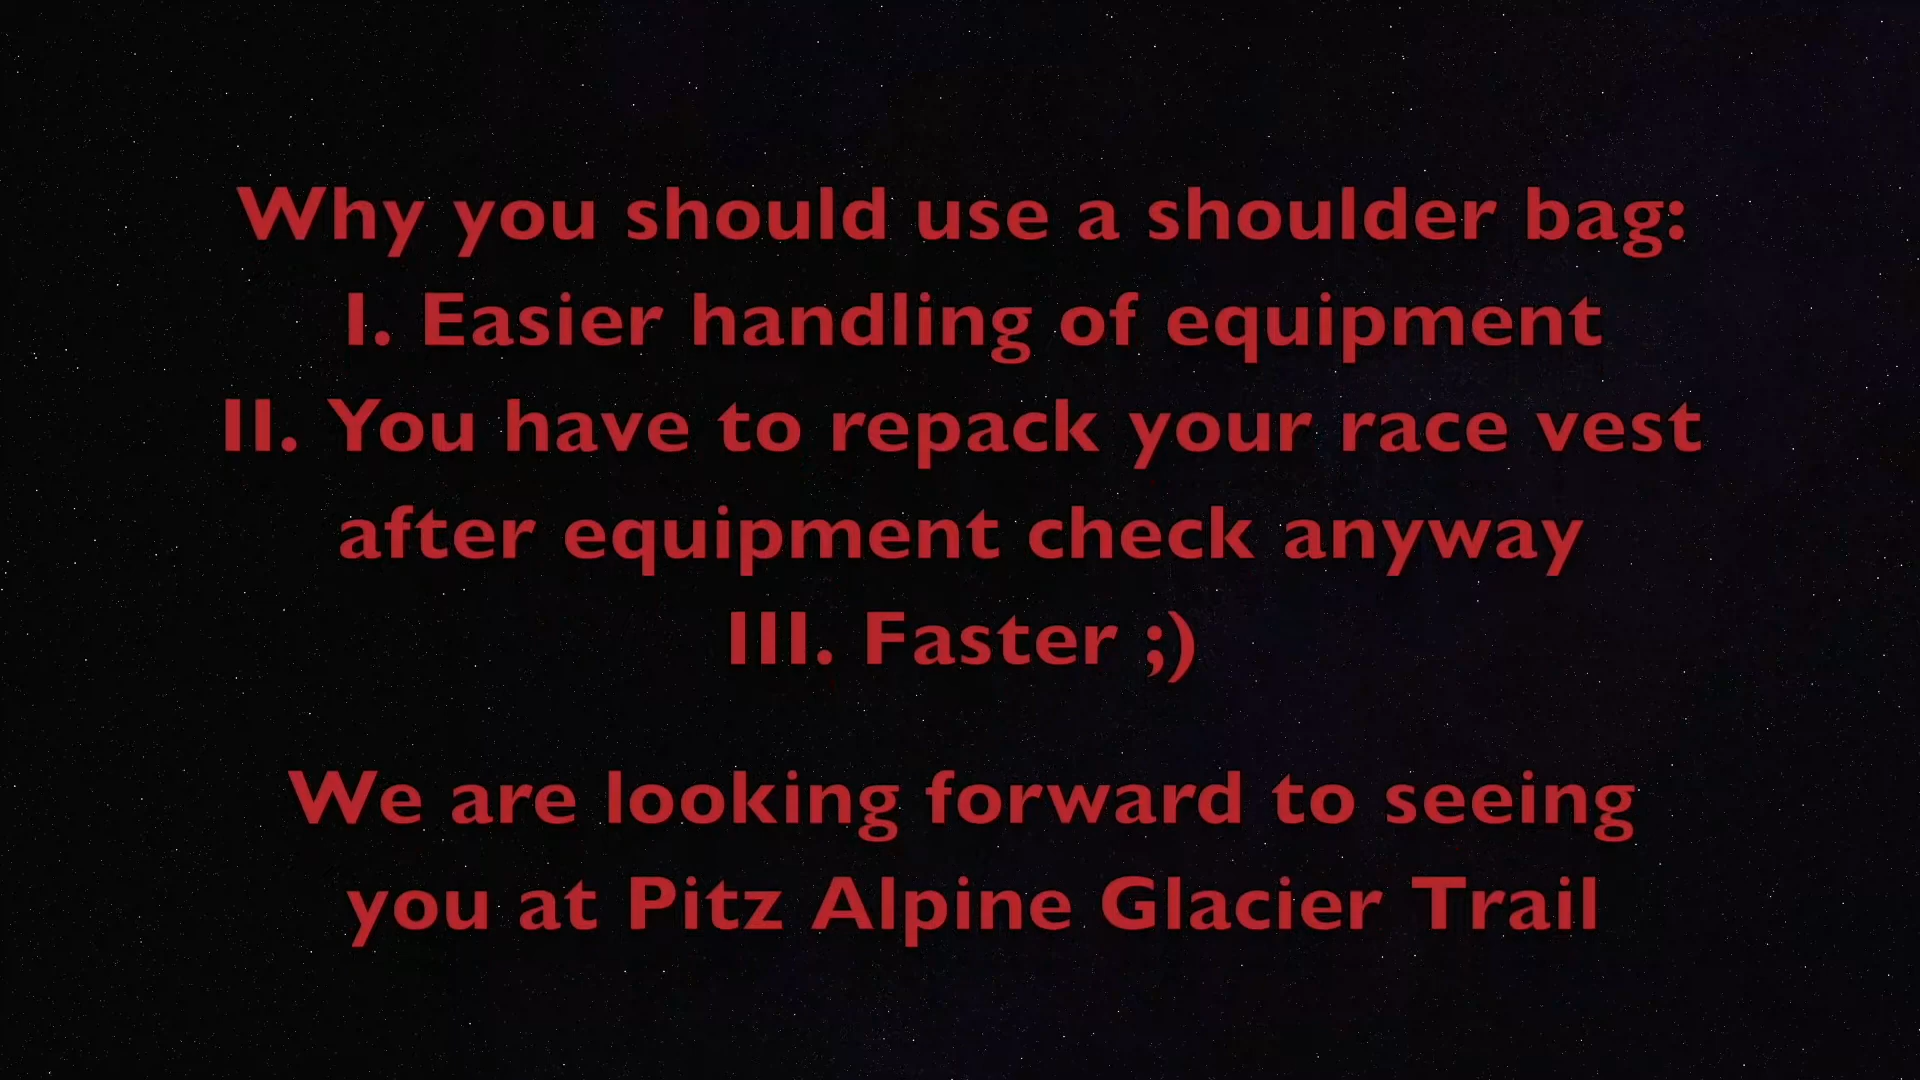 Why you should use a shoulder bag:
I. Easier handling of equipment
II. You have to repack your race vest
after equipment check anyway
III. Faster ;)
We are looking forward to seeing
you at Pitz Alpine Glacier Trail